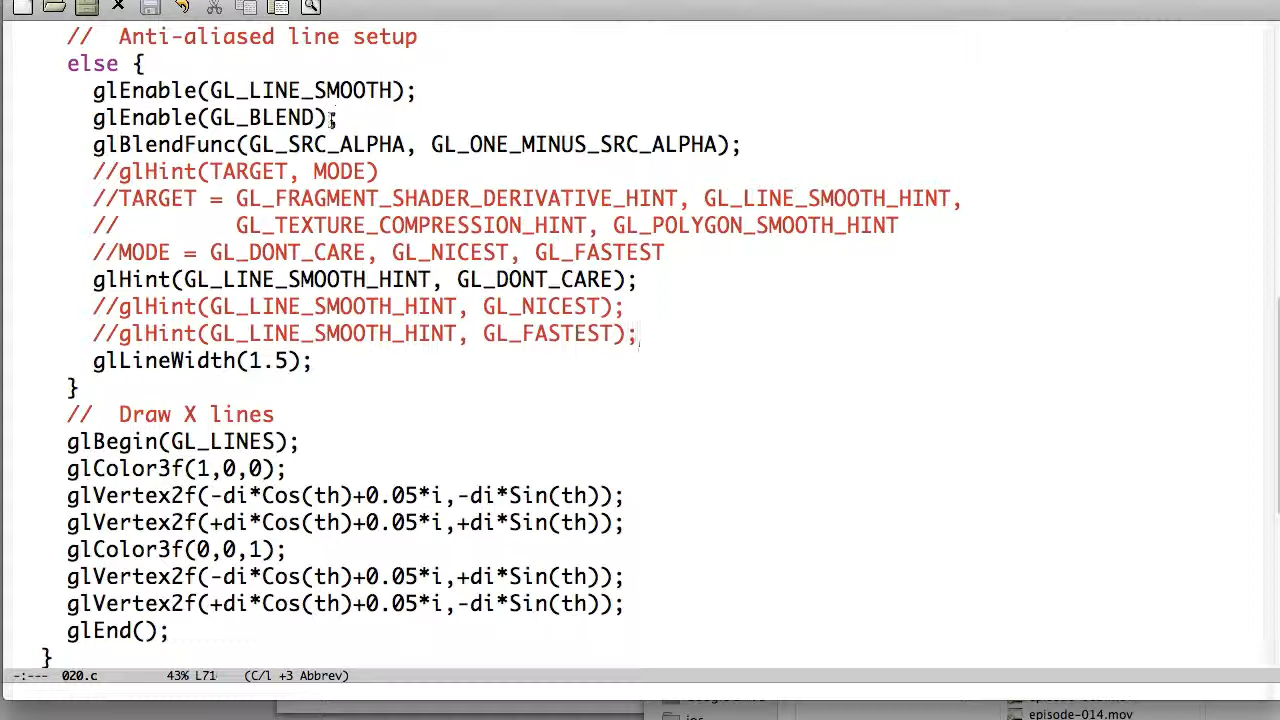 //  Anti-aliased line setup
else {
glEnable(GL_LINE_SMOOTH);
glEnable(GL_BLEND);
glBlendFunc(GL_SRC_ALPHA, GL_ONE_MINUS_SRC_ALPHA);
//glHint(TARGET, MODE)
//TARGET = GL_FRAGMENT_SHADER_DERIVATIVE_HINT, GL_LINE_SMOOTH_HINT,
//         GL_TEXTURE_COMPRESSION_HINT, GL_POLYGON_SMOOTH_HINT
//MODE = GL_DONT_CARE, GL_NICEST, GL_FASTEST
glHint(GL_LINE_SMOOTH_HINT, GL_DONT_CARE);
//glHint(GL_LINE_SMOOTH_HINT, GL_NICEST);
//glHint(GL_LINE_SMOOTH_HINT, GL_FASTEST);
glLineWidth(1.5);
}
//  Draw X lines
glBegin(GL_LINES);
glColor3f(1,0,0);
glVertex2f(-di*Cos(th)+0.05*i,-di*Sin(th));
glVertex2f(+di*Cos(th)+0.05*i,+di*Sin(th));
glColor3f(0,0,1);
glVertex2f(-di*Cos(th)+0.05*i,+di*Sin(th));
glVertex2f(+di*Cos(th)+0.05*i,-di*Sin(th));
glEnd();
}
-:--- 020.c 43% L71 (C/l +3 Abbrev)
episode-014.mov